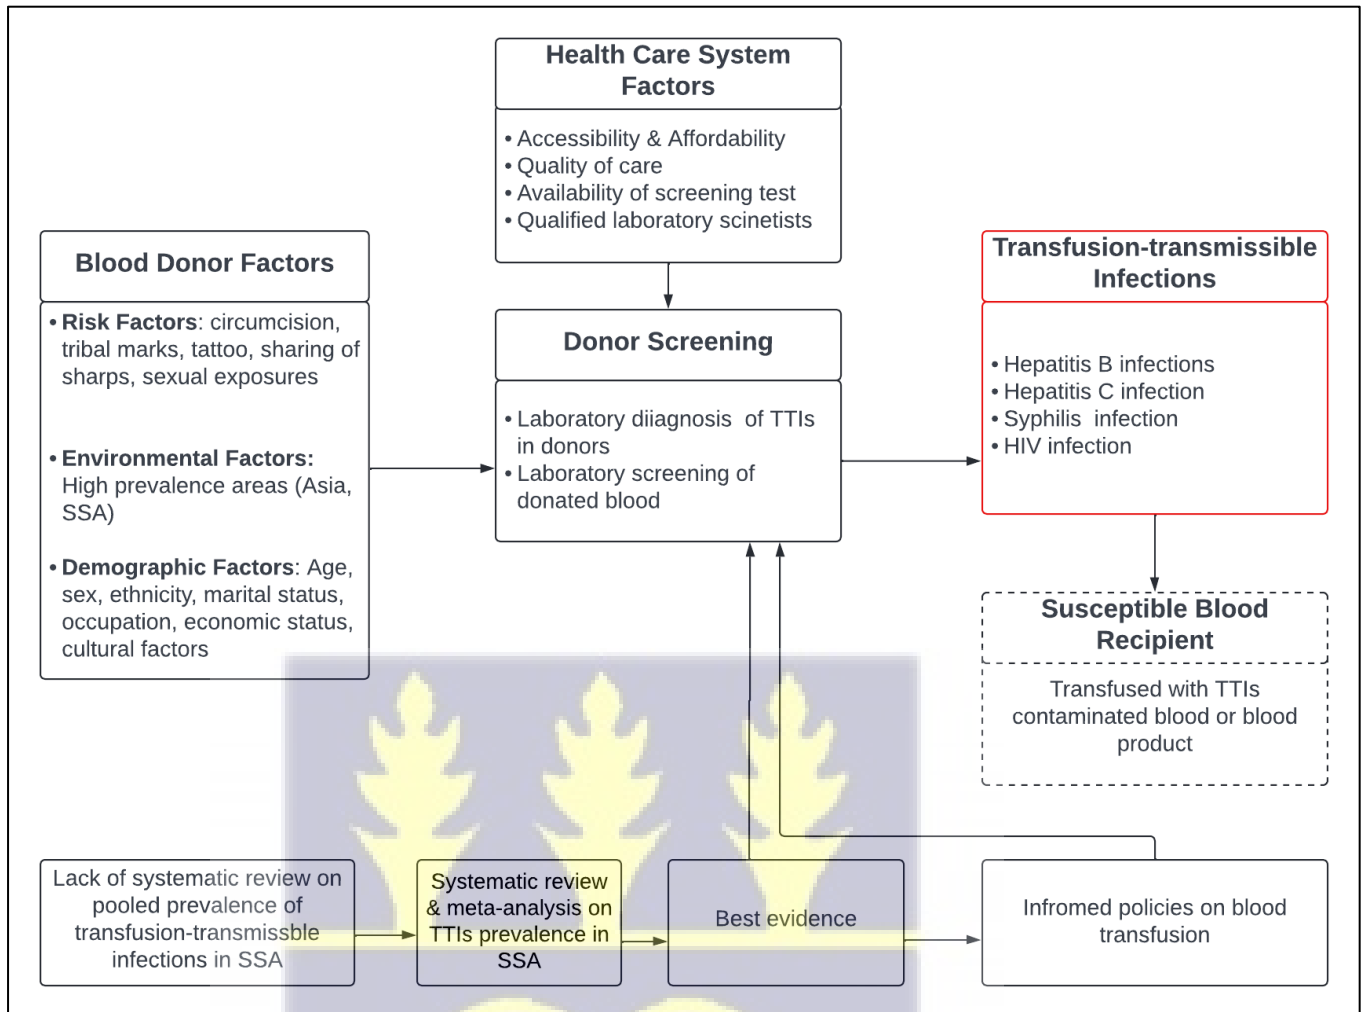 Health Care System
Factors
• Accessibility & Affordability
• Quality of care
• Availability of screening test
• Qualified laboratory scinetists
Blood Donor Factors
• Risk Factors: circumcision,
tribal marks, tattoo, sharing of
sharps, sexual exposures
• Environmental Factors:
High prevalence areas (Asia,
SSA)
• Demographic Factors: Age,
sex, ethnicity, marital status,
occupation, economic status,
cultural factors
Donor Screening
• Laboratory diiagnosis of TTIs
in donors
• Laboratory screening of
donated blood
Transfusion-transmissible
Infections
• Hepatitis B infections
• Hepatitis C infection
• Syphilis infection
• HIV infection
Susceptible Blood
Recipient
Transfused with TTIs
contaminated blood or blood
product
Lack of systematic review on
pooled prevalence of
transfusion-transmissble
infections in SSA
Systematic review
& meta-analysis on
TTIs prevalence in
SSA
Best evidence
Infromed policies on blood
transfusion